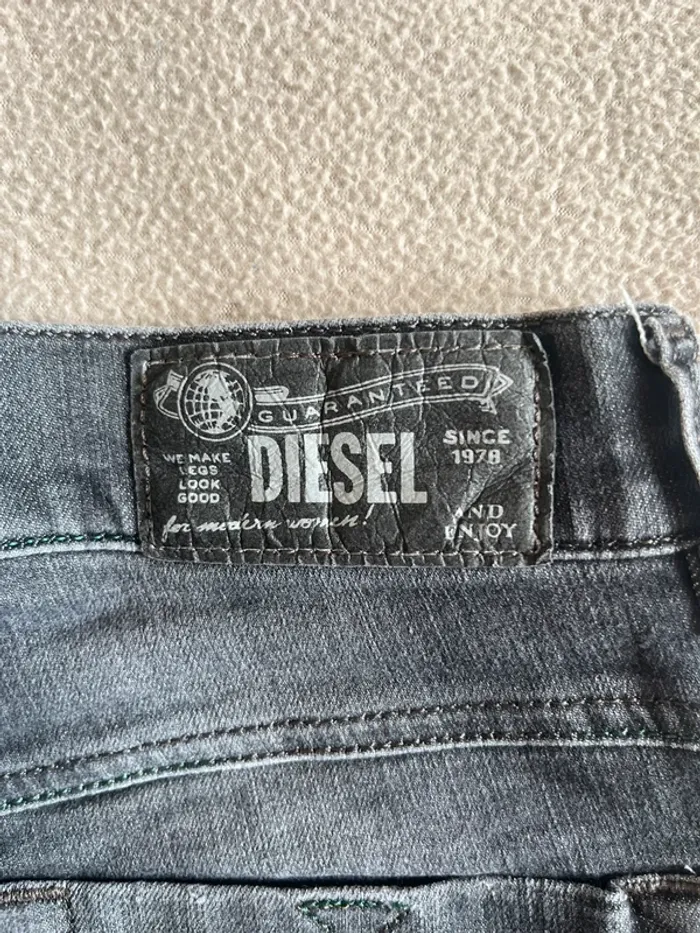 GUARANTEED
DIESEL
SINCE
1978
WE MAKE
LEGS
LOOK
GOOD
for modern women!
AND
ENJOY